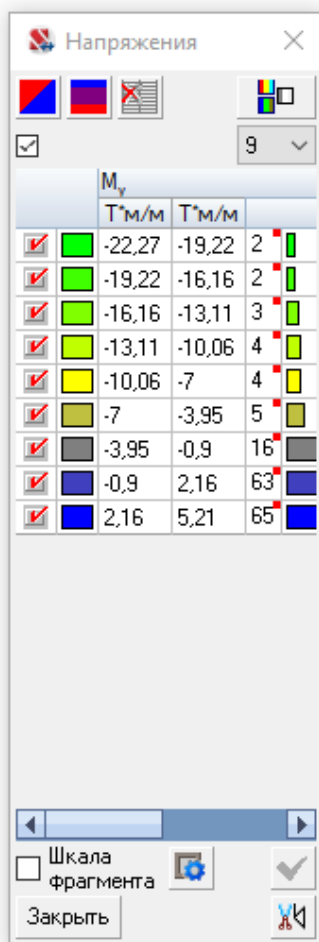 Напряжения
9
My
Т*м/м Т*м/м
-22,27 -19,22 2
-19,22 -16,16 2
-16,16 -13,11 3
-13,11 -10,06 4
-10,06 -7 4
-7 -3,95 5
-3,95 -0,9 16
-0,9 2,16 63
2,16 5,21 65
Шкала
фрагмента
Закрыть